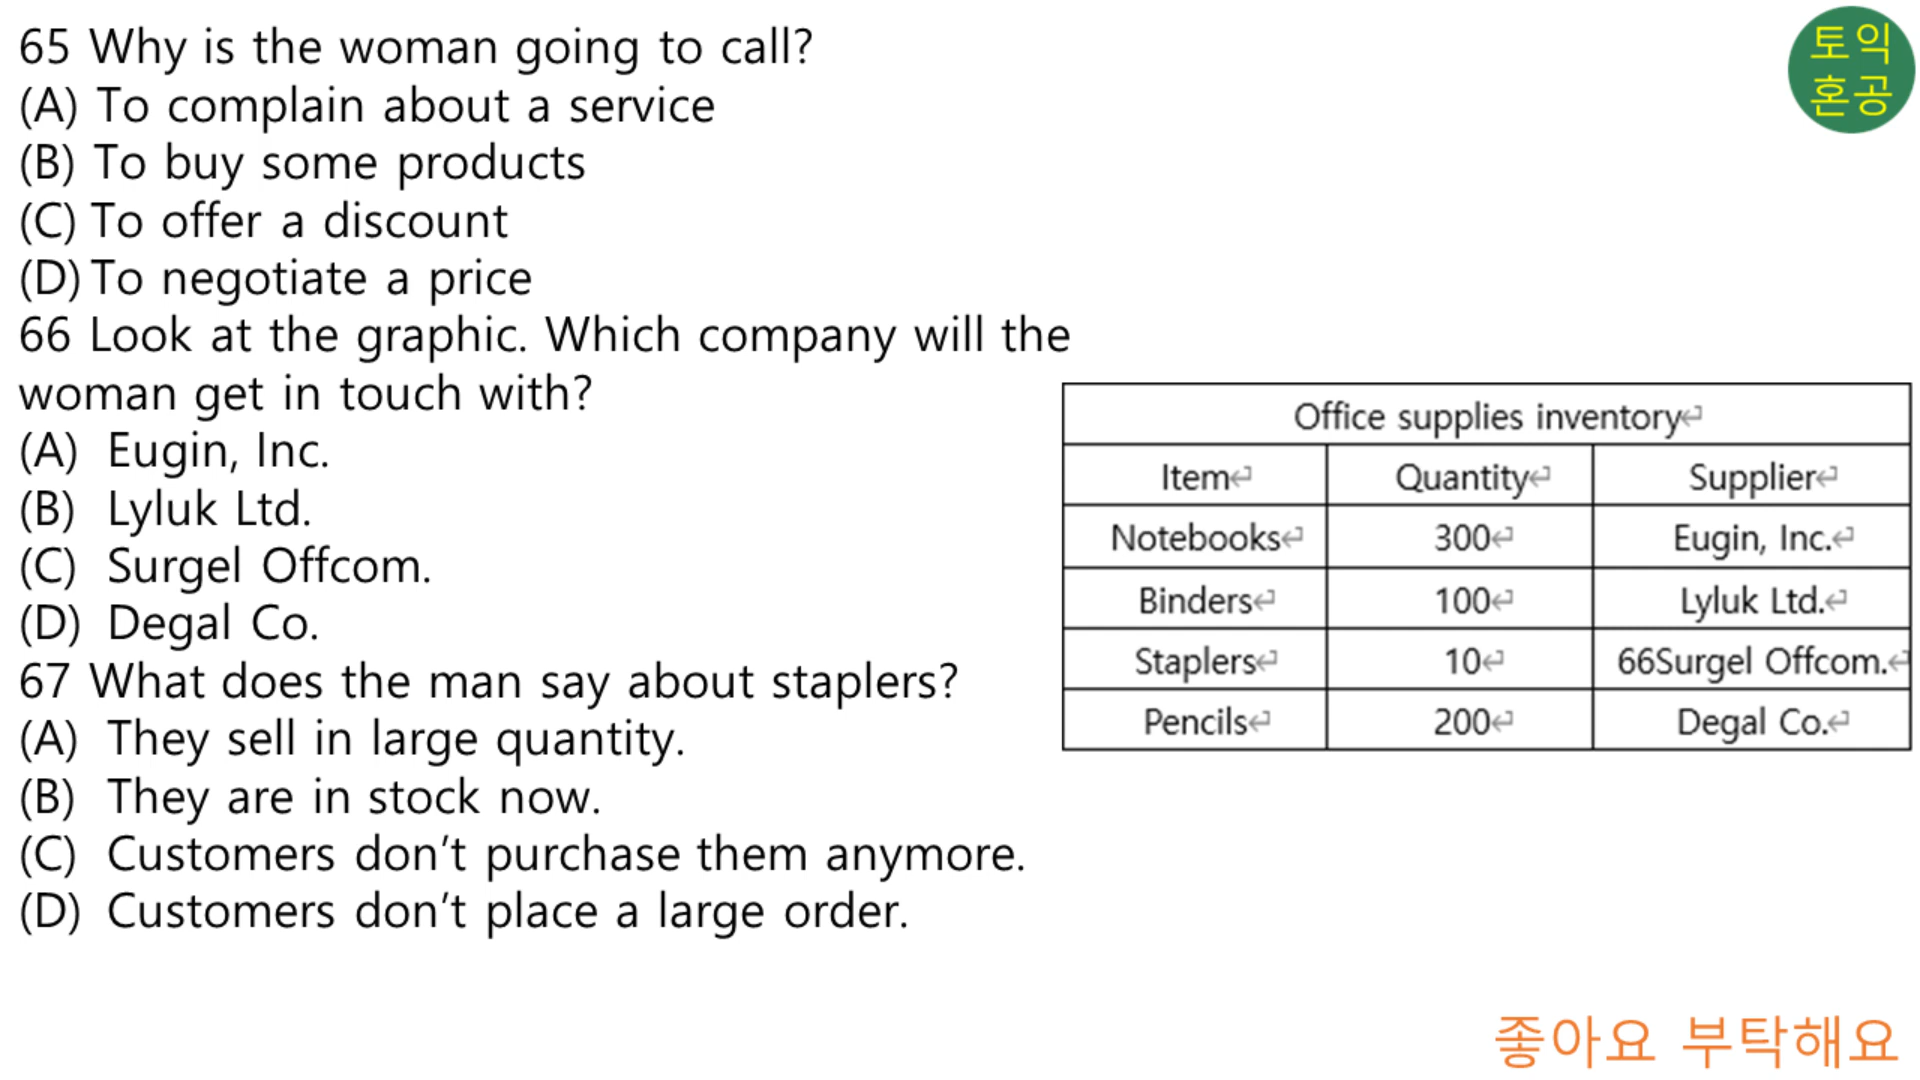 65 Why is the woman going to call?
(A) To complain about a service
(B) To buy some products
(C) To offer a discount
(D) To negotiate a price
66 Look at the graphic. Which company will the
woman get in touch with?
(A) Eugin, Inc.
(B) Lyluk Ltd.
(C) Surgel Offcom.
(D) Degal Co.
67 What does the man say about staplers?
(A) They sell in large quantity.
(B) They are in stock now.
(C) Customers don't purchase them anymore.
(D) Customers don't place a large order.
토익
혼공
Office supplies inventory
Item Quantity Supplier
Notebooks 300 Eugin, Inc.
Binders 100 Lyluk Ltd.
Staplers 10 66Surgel Offcom.
Pencils 200 Degal Co.
좋아요 부탁해요